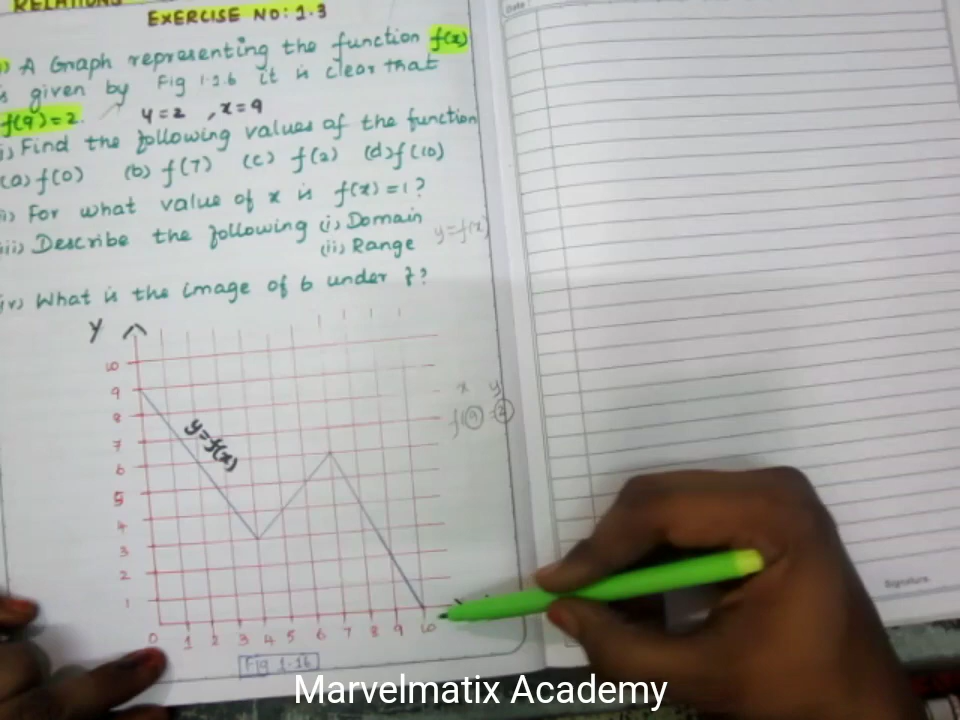 RELATIONS
EXERCISE NO: 1.3
A Graph representing the function f(x)
is given by Fig 1.16 it is clear that
f(9)=2. y=2 , x=9
i) Find the following values of the function
(a) f(0) (b) f(7) (c) f(2) (d) f(10)
ii) For what value of x is f(x) = 1?
iii) Describe the following (i) Domain
(ii) Range y=f(x)
iv) What is the image of 6 under f?
Y
10
9
8
7
6
5
4
3
2
1
y=f(x)
x y
f(9)=2
0 1 2 3 4 5 6 7 8 9 10
Fig 1.16
Date
Signature
Marvelmatix Academy